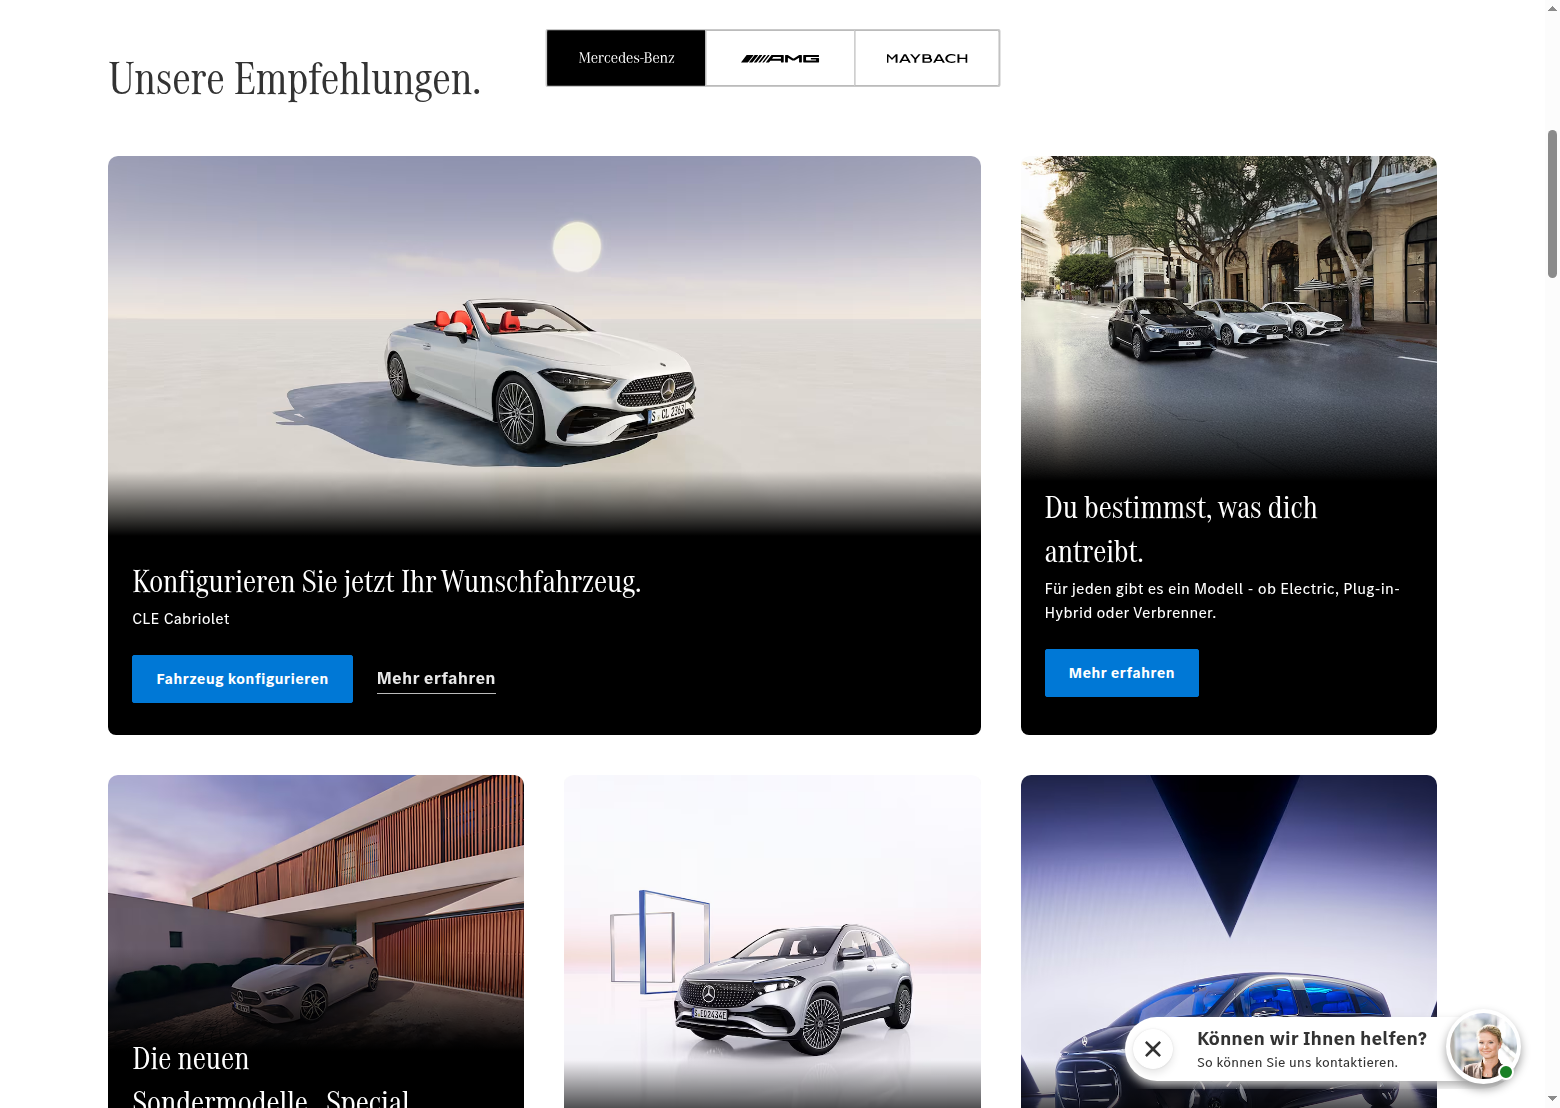 Unsere Empfehlungen.
Mercedes-Benz
AMG
MAYBACH
S CL 2363
Konfigurieren Sie jetzt Ihr Wunschfahrzeug.
CLE Cabriolet
Fahrzeug konfigurieren
Mehr erfahren
Du bestimmst, was dich
antreibt.
Für jeden gibt es ein Modell - ob Electric, Plug-in-
Hybrid oder Verbrenner.
Mehr erfahren
Die neuen
Sondermodelle „Special
Können wir Ihnen helfen?
So können Sie uns kontaktieren.